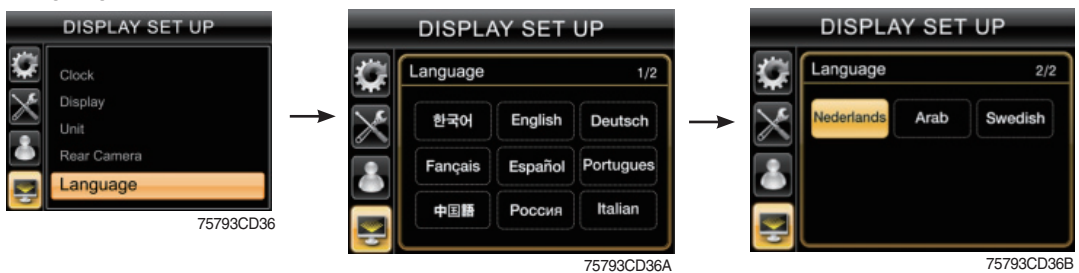 DISPLAY SET UP
Clock
Display
Unit
Rear Camera
Language
75793CD36
DISPLAY SET UP
Language 1/2
한국어 English Deutsch
Fançais Español Portugues
中国語 Россия Italian
75793CD36A
DISPLAY SET UP
Language 2/2
Nederlands Arab Swedish
75793CD36B